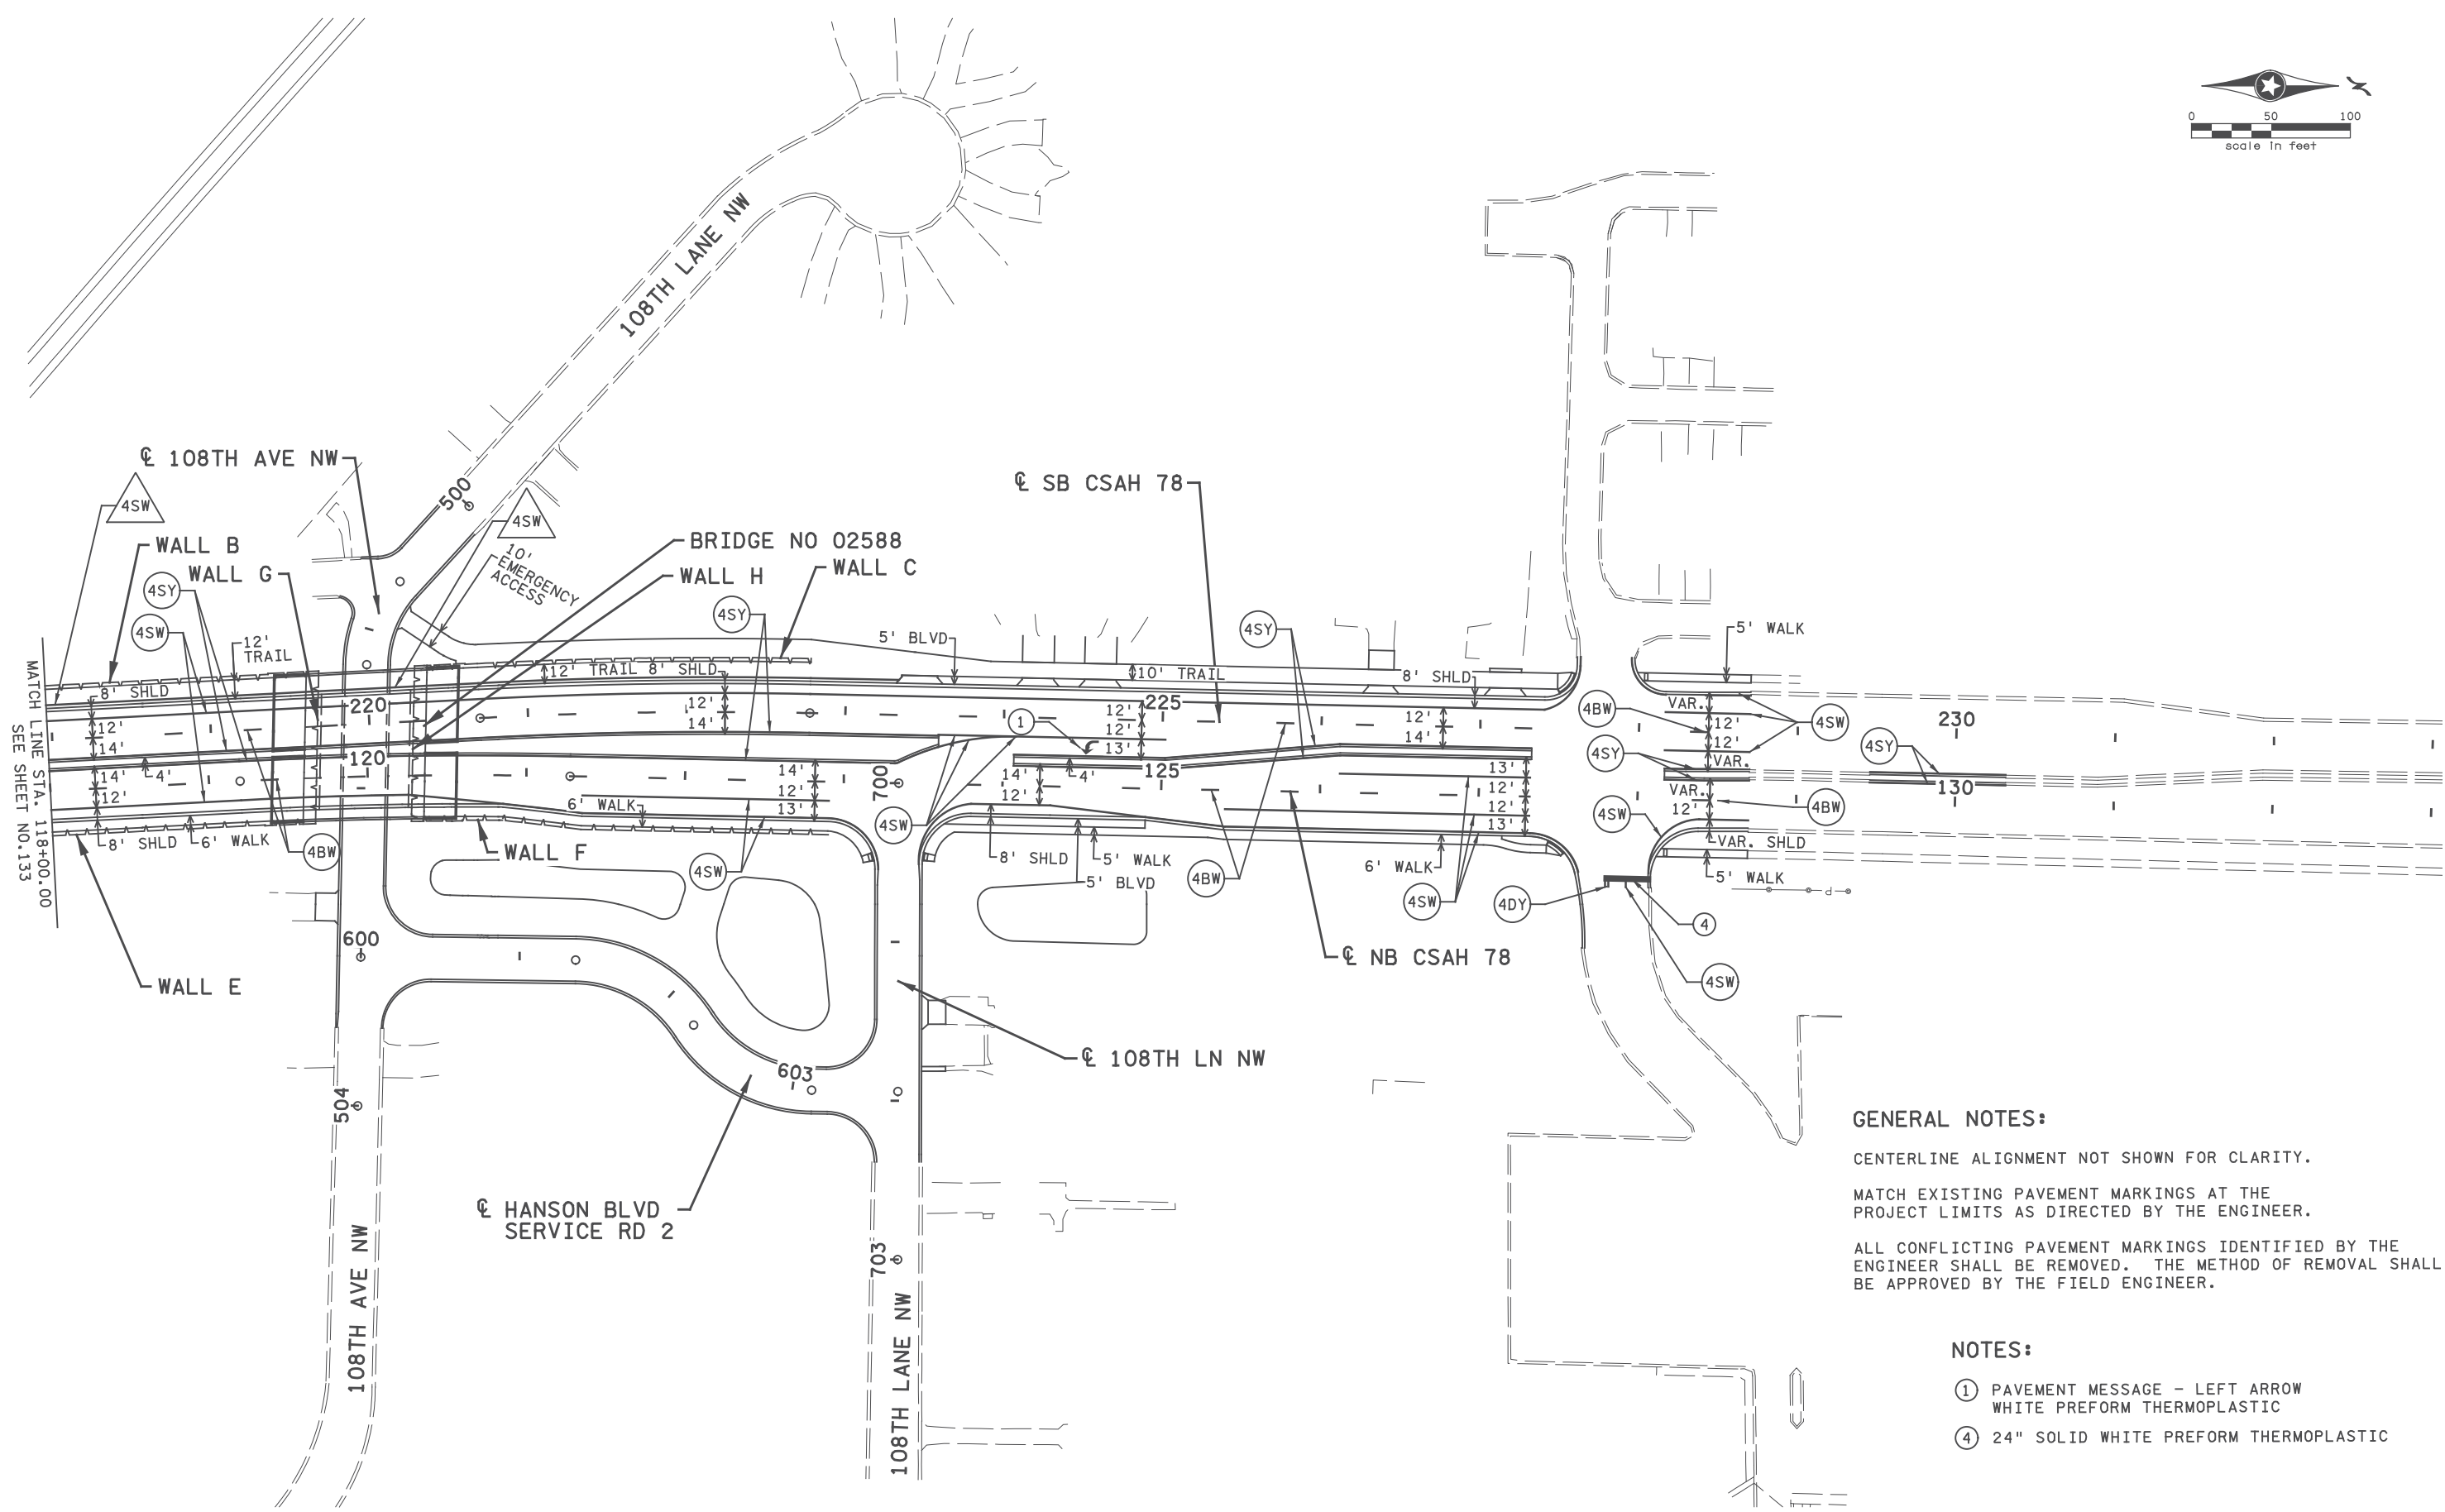 0 50 100
scale in feet
108TH LANE NW
℄ 108TH AVE NW
500
℄ SB CSAH 78
4SW
4SW
WALL B
BRIDGE NO 02588
10'
EMERGENCY
ACCESS
WALL G
WALL H
WALL C
4SY
4SY
4SY
4SW
12'
TRAIL
5' BLVD
5' WALK
MATCH LINE STA. 118+00.00
SEE SHEET NO.133
8' SHLD
12' TRAIL 8' SHLD
10' TRAIL
8' SHLD
220
225
230
12'
14'
12'
14'
1
12'
12'
13'
12'
14'
4BW
VAR.
12'
12'
VAR.
4SW
4SY
4SY
120
125
130
4'
4'
14'
12'
14'
12'
13'
700
14'
12'
13'
12'
12'
13'
VAR.
12'
4BW
4SW
6' WALK
4SW
8' SHLD
6' WALK
4BW
WALL F
4SW
8' SHLD
5' WALK
5' BLVD
4BW
6' WALK
4SW
VAR. SHLD
5' WALK
d
4DY
4
4SW
600
WALL E
℄ NB CSAH 78
℄ 108TH LN NW
603
504
℄ HANSON BLVD
SERVICE RD 2
108TH AVE NW
703
108TH LANE NW
GENERAL NOTES:
CENTERLINE ALIGNMENT NOT SHOWN FOR CLARITY.
MATCH EXISTING PAVEMENT MARKINGS AT THE
PROJECT LIMITS AS DIRECTED BY THE ENGINEER.
ALL CONFLICTING PAVEMENT MARKINGS IDENTIFIED BY THE
ENGINEER SHALL BE REMOVED. THE METHOD OF REMOVAL SHALL
BE APPROVED BY THE FIELD ENGINEER.
NOTES:
1 PAVEMENT MESSAGE - LEFT ARROW
WHITE PREFORM THERMOPLASTIC
4 24" SOLID WHITE PREFORM THERMOPLASTIC